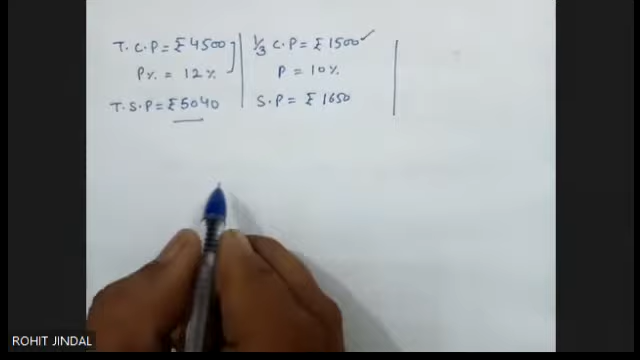 T. C. P = ₹ 4500
P% = 12 %
T. S. P = ₹ 5040
1/3 C. P = ₹ 1500 ✓
P = 10 %
S. P = ₹ 1650
ROHIT JINDAL